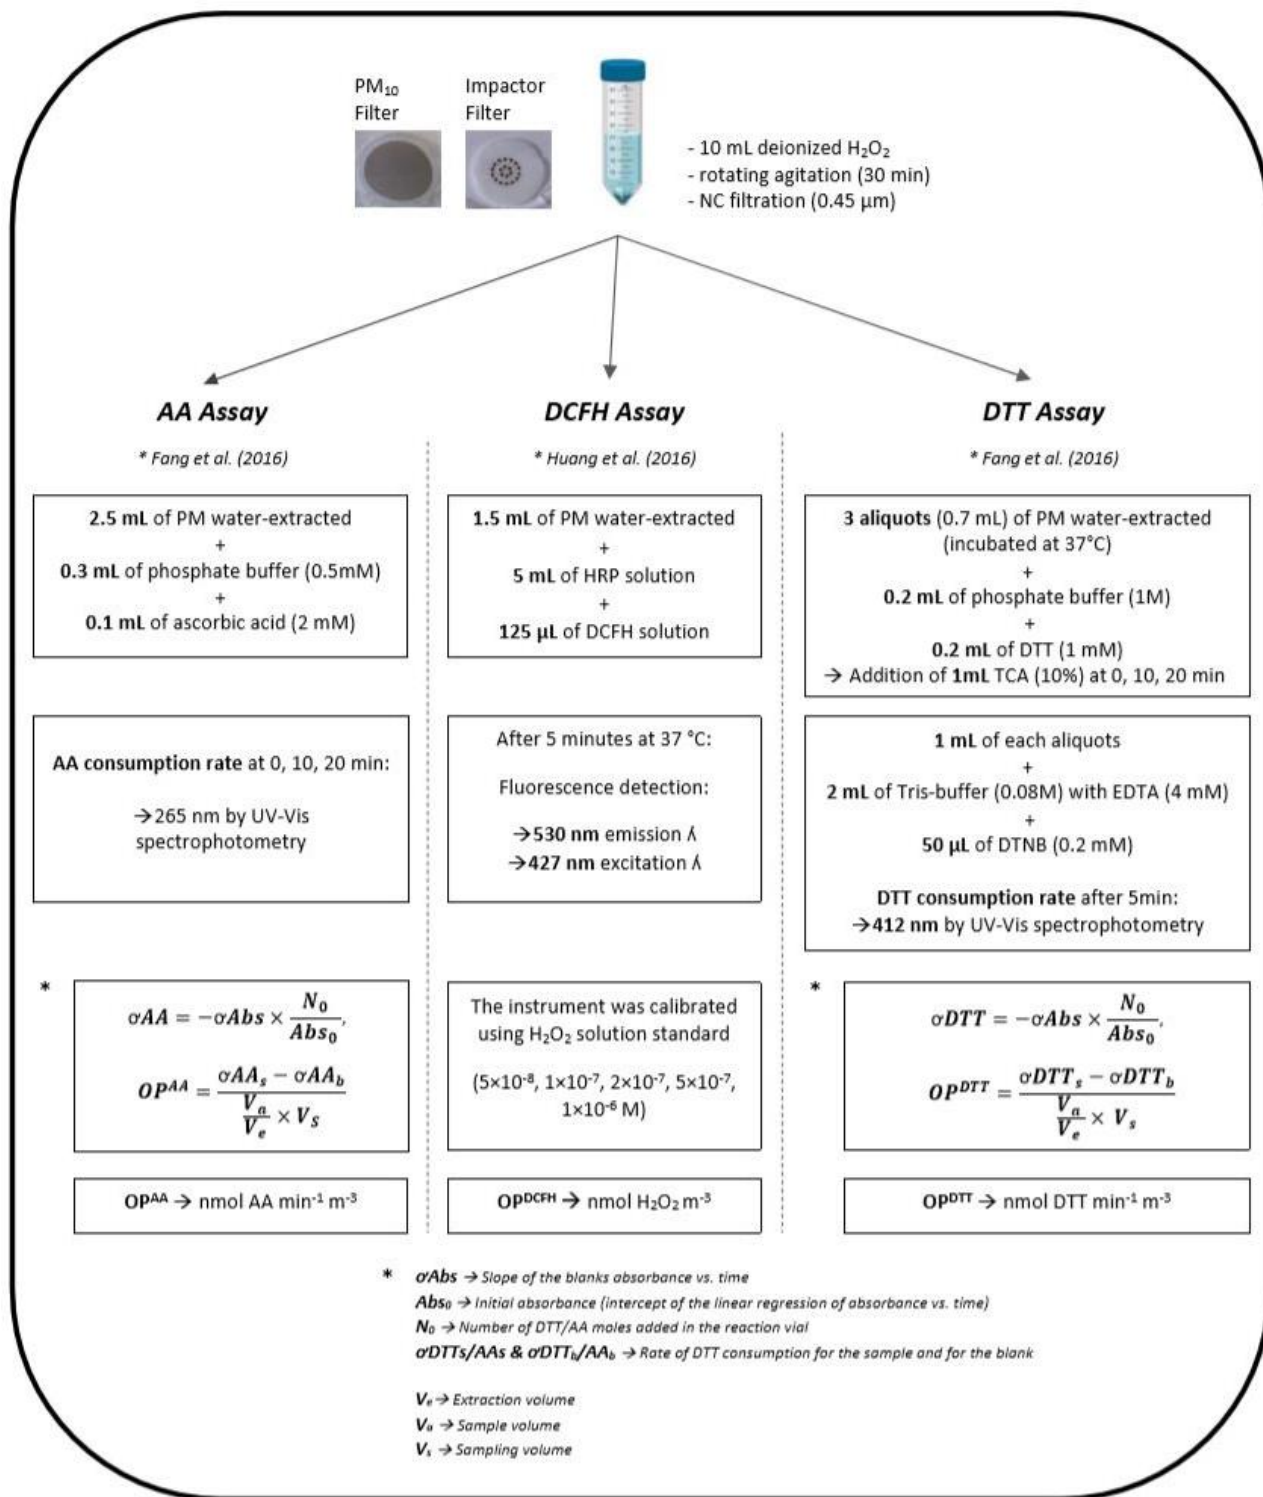 PM₁₀
Filter
Impactor
Filter
- 10 mL deionized H₂O₂
- rotating agitation (30 min)
- NC filtration (0.45 µm)
AA Assay
* Fang et al. (2016)
2.5 mL of PM water-extracted
+
0.3 mL of phosphate buffer (0.5mM)
+
0.1 mL of ascorbic acid (2 mM)
AA consumption rate at 0, 10, 20 min:
→265 nm by UV-Vis
spectrophotometry
*
σAA = −σAbs × N₀/Abs₀,
OP^AA = (σAAₛ − σAA_b)/(Vₐ/Vₑ × Vₛ)
OP^AA → nmol AA min⁻¹ m⁻³
DCFH Assay
* Huang et al. (2016)
1.5 mL of PM water-extracted
+
5 mL of HRP solution
+
125 µL of DCFH solution
After 5 minutes at 37 °C:
Fluorescence detection:
→530 nm emission ʎ
→427 nm excitation ʎ
The instrument was calibrated
using H₂O₂ solution standard
(5×10⁻⁸, 1×10⁻⁷, 2×10⁻⁷, 5×10⁻⁷,
1×10⁻⁶ M)
OP^DCFH → nmol H₂O₂ m⁻³
DTT Assay
* Fang et al. (2016)
3 aliquots (0.7 mL) of PM water-extracted
(incubated at 37°C)
+
0.2 mL of phosphate buffer (1M)
+
0.2 mL of DTT (1 mM)
→ Addition of 1mL TCA (10%) at 0, 10, 20 min
1 mL of each aliquots
+
2 mL of Tris-buffer (0.08M) with EDTA (4 mM)
+
50 µL of DTNB (0.2 mM)
DTT consumption rate after 5min:
→412 nm by UV-Vis spectrophotometry
*
σDTT = −σAbs × N₀/Abs₀,
OP^DTT = (σDTTₛ − σDTT_b)/(Vₐ/Vₑ × Vₛ)
OP^DTT → nmol DTT min⁻¹ m⁻³
* σAbs → Slope of the blanks absorbance vs. time
Abs₀ → Initial absorbance (intercept of the linear regression of absorbance vs. time)
N₀ → Number of DTT/AA moles added in the reaction vial
σDTTs/AAs & σDTT_b/AA_b → Rate of DTT consumption for the sample and for the blank
Vₑ → Extraction volume
Vₐ → Sample volume
Vₛ → Sampling volume